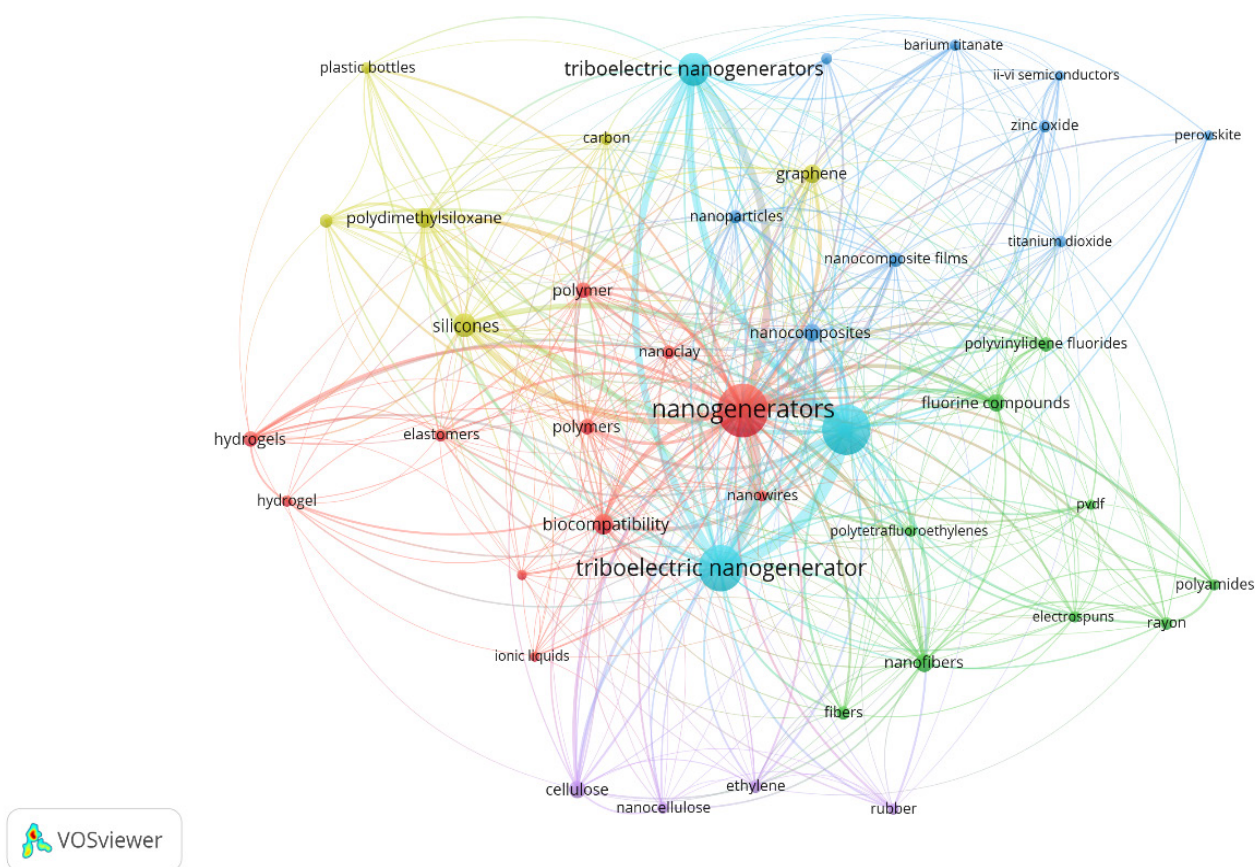 barium titanate
plastic bottles
triboelectric nanogenerators
ii-vi semiconductors
zinc oxide
perovskite
carbon
graphene
polydimethylsiloxane
nanoparticles
titanium dioxide
nanocomposite films
polymer
silicones
nanocomposites
polyvinylidene fluorides
nanoclay
nanogenerators
fluorine compounds
hydrogels
elastomers
polymers
hydrogel
nanowires
pvdf
biocompatibility
polytetrafluoroethylenes
triboelectric nanogenerator
polyamides
electrospuns
rayon
ionic liquids
nanofibers
fibers
cellulose
ethylene
nanocellulose
rubber
VOSviewer